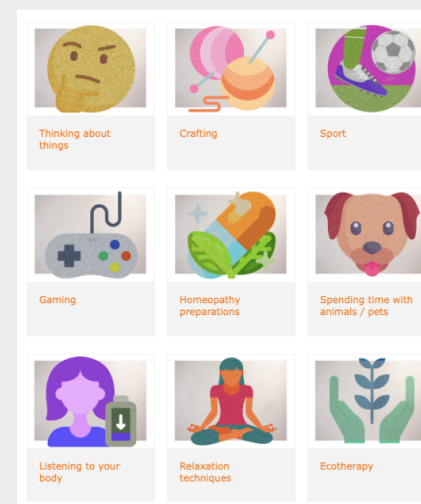 Thinking about
things
Crafting
Sport
Gaming
Homeopathy
preparations
Spending time with
animals / pets
Listening to your
body
Relaxation
techniques
Ecotherapy